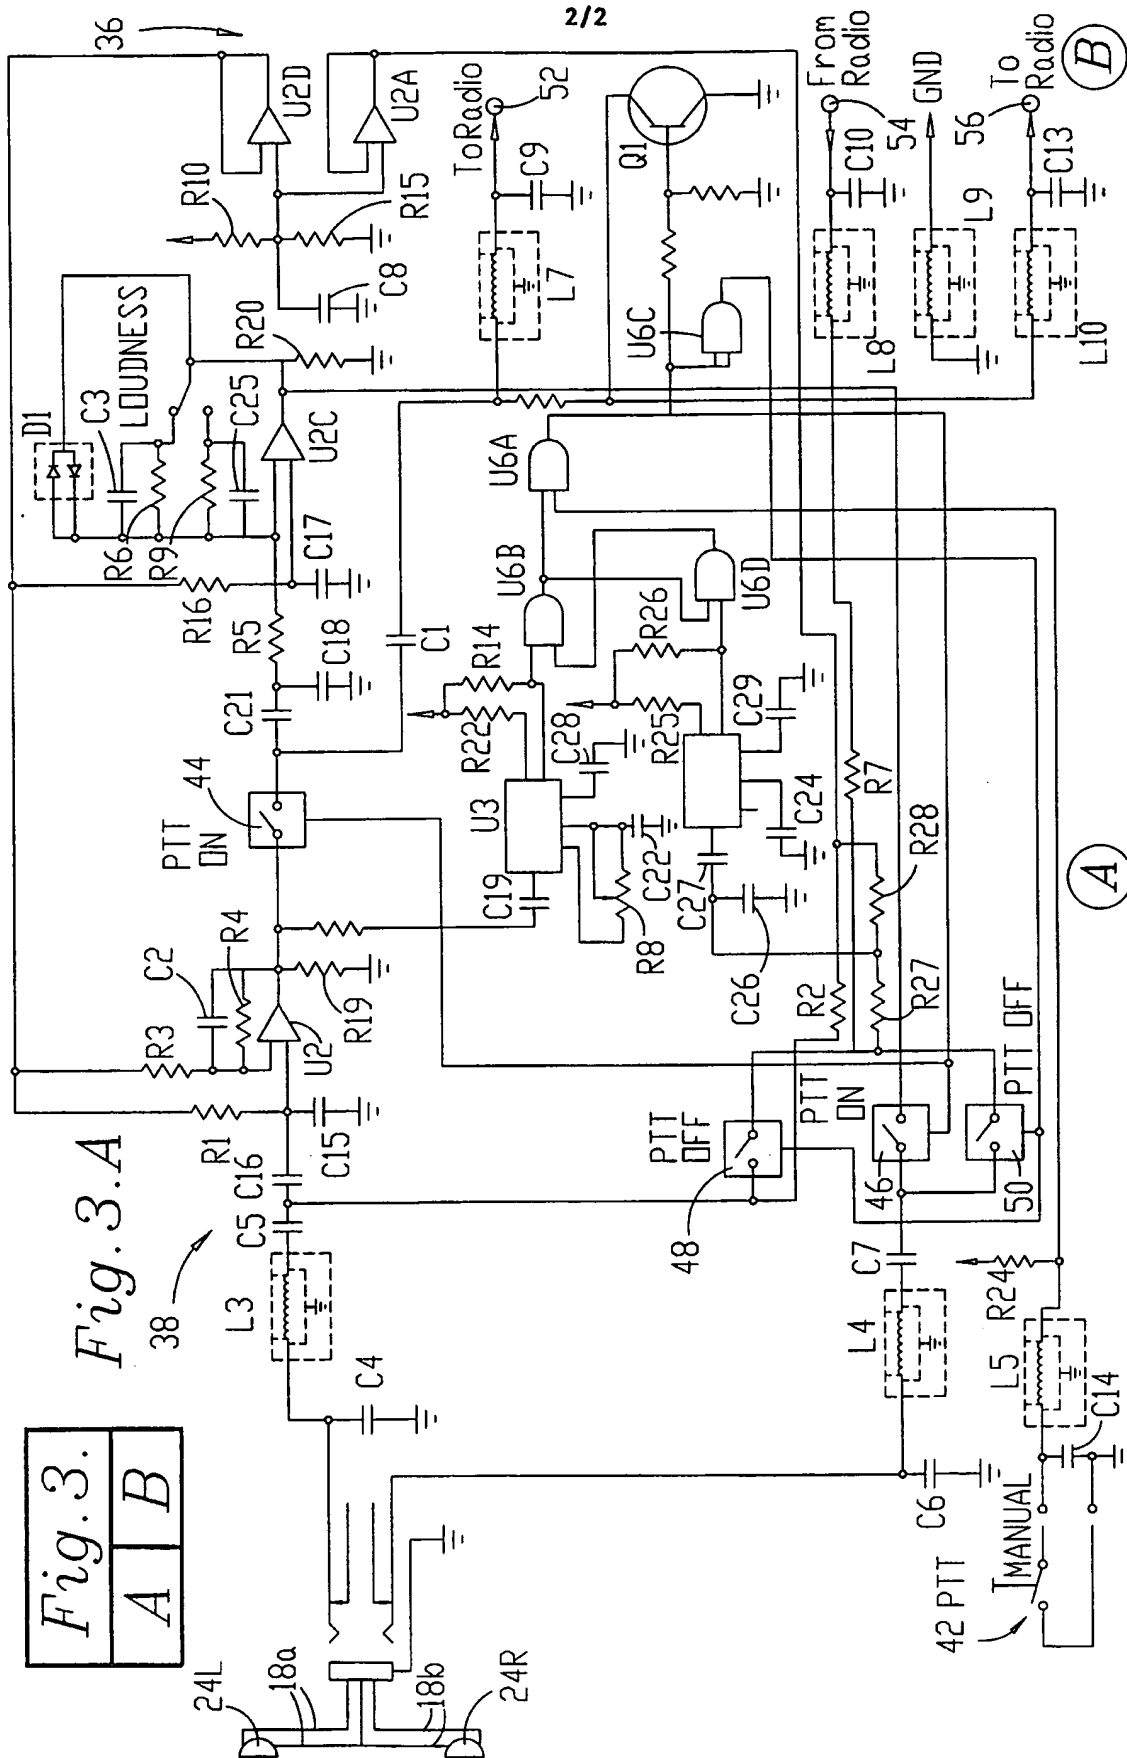 2/2
Fig. 3.
A B
Fig. 3.A
38
36
24L
18a
18b
24R
C4
L3
C5
C16
R1
C15
R3
C2
R4
U2
R19
PTT
ON
44
C21
C18
R5
R16
C17
R6
R9
D1
C3
LOUDNESS
C25
U2C
R20
C8
R10
R15
U2D
U2A
C1
To Radio
52
C9
L7
Q1
U6C
U6A
U6B
U6D
R14
R22
U3
C28
C19
R8
C22
R26
R25
C29
C24
C27
C26
R2
R7
R28
R27
From
Radio
54
C10
L8
GND
L9
To
Radio
56
C13
L10
B
A
PTT
OFF
48
PTT
ON
46
PTT OFF
50
C7
L4
C6
R24
L5
C14
MANUAL
42 PTT